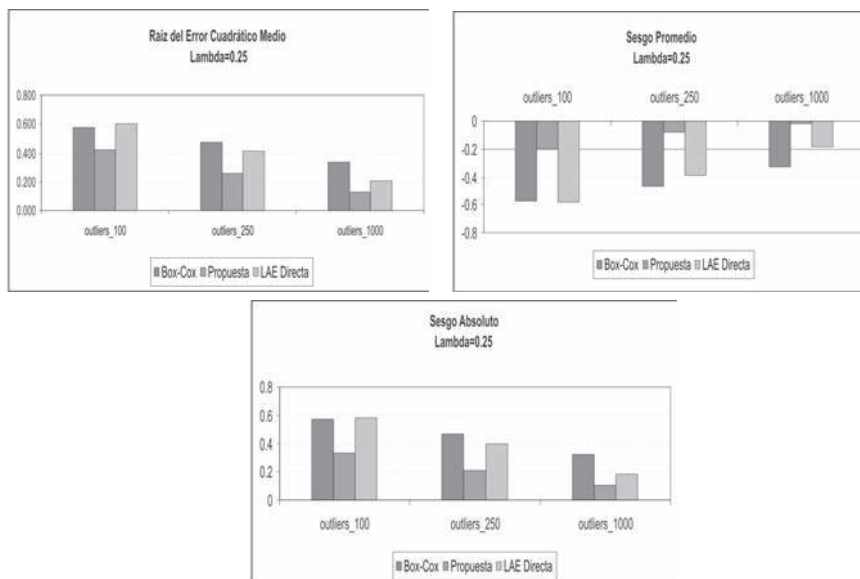 Raíz del Error Cuadrático Medio
Lambda=0.25
0.800
0.600
0.400
0.200
0.000
outliers_100 outliers_250 outliers_1000
Box-Cox Propuesta LAE Directa
Sesgo Promedio
Lambda=0.25
outliers_100 outliers_250 outliers_1000
0
-0.2
-0.4
-0.6
-0.8
Box-Cox Propuesta LAE Directa
Sesgo Absoluto
Lambda=0.25
0.8
0.6
0.4
0.2
0
outliers_100 outliers_250 outliers_1000
Box-Cox Propuesta LAE Directa